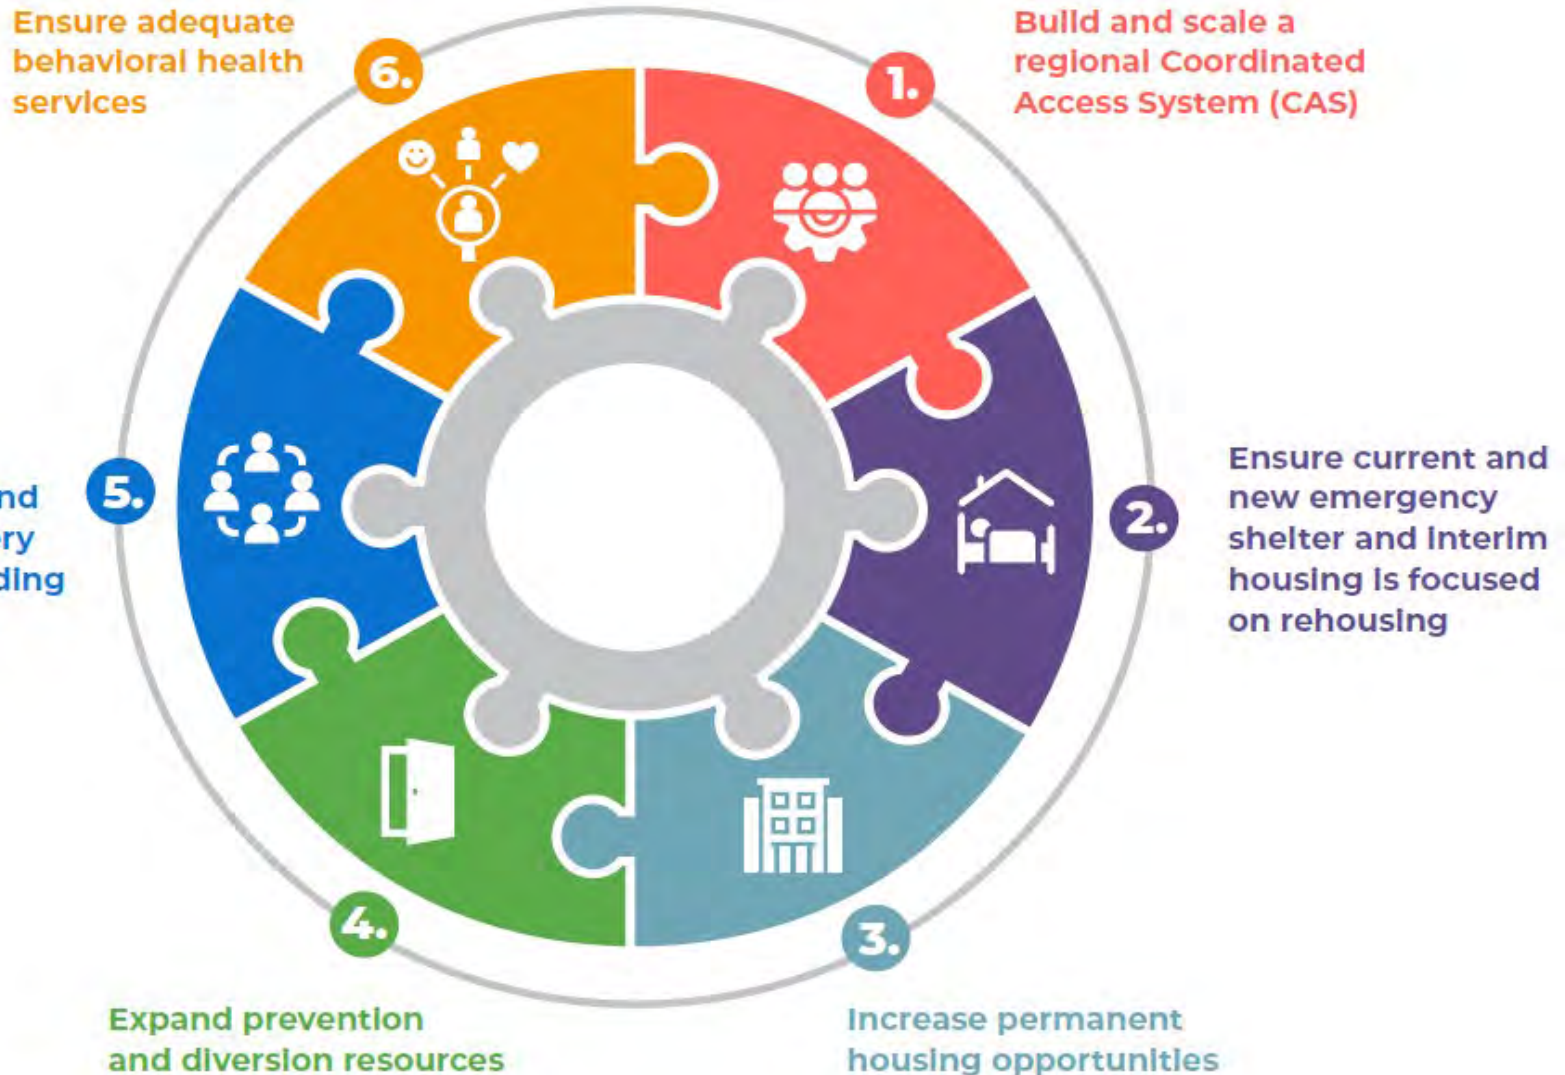 Ensure adequate
behavioral health
services
6.
1.
Build and scale a
regional Coordinated
Access System (CAS)
5.
2.
Ensure current and
new emergency
shelter and interim
housing is focused
on rehousing
4.
3.
Expand prevention
and diversion resources
Increase permanent
housing opportunities